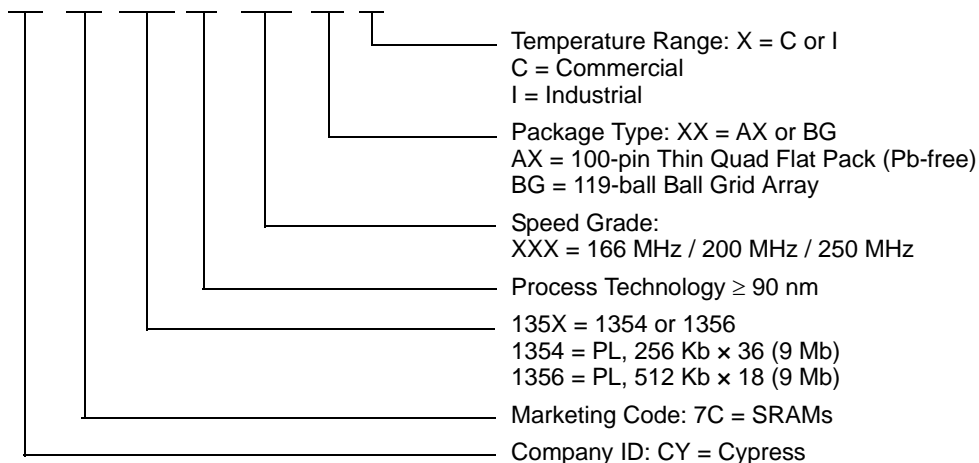 Temperature Range: X = C or I
C = Commercial
I = Industrial
Package Type: XX = AX or BG
AX = 100-pin Thin Quad Flat Pack (Pb-free)
BG = 119-ball Ball Grid Array
Speed Grade:
XXX = 166 MHz / 200 MHz / 250 MHz
Process Technology ≥ 90 nm
135X = 1354 or 1356
1354 = PL, 256 Kb × 36 (9 Mb)
1356 = PL, 512 Kb × 18 (9 Mb)
Marketing Code: 7C = SRAMs
Company ID: CY = Cypress